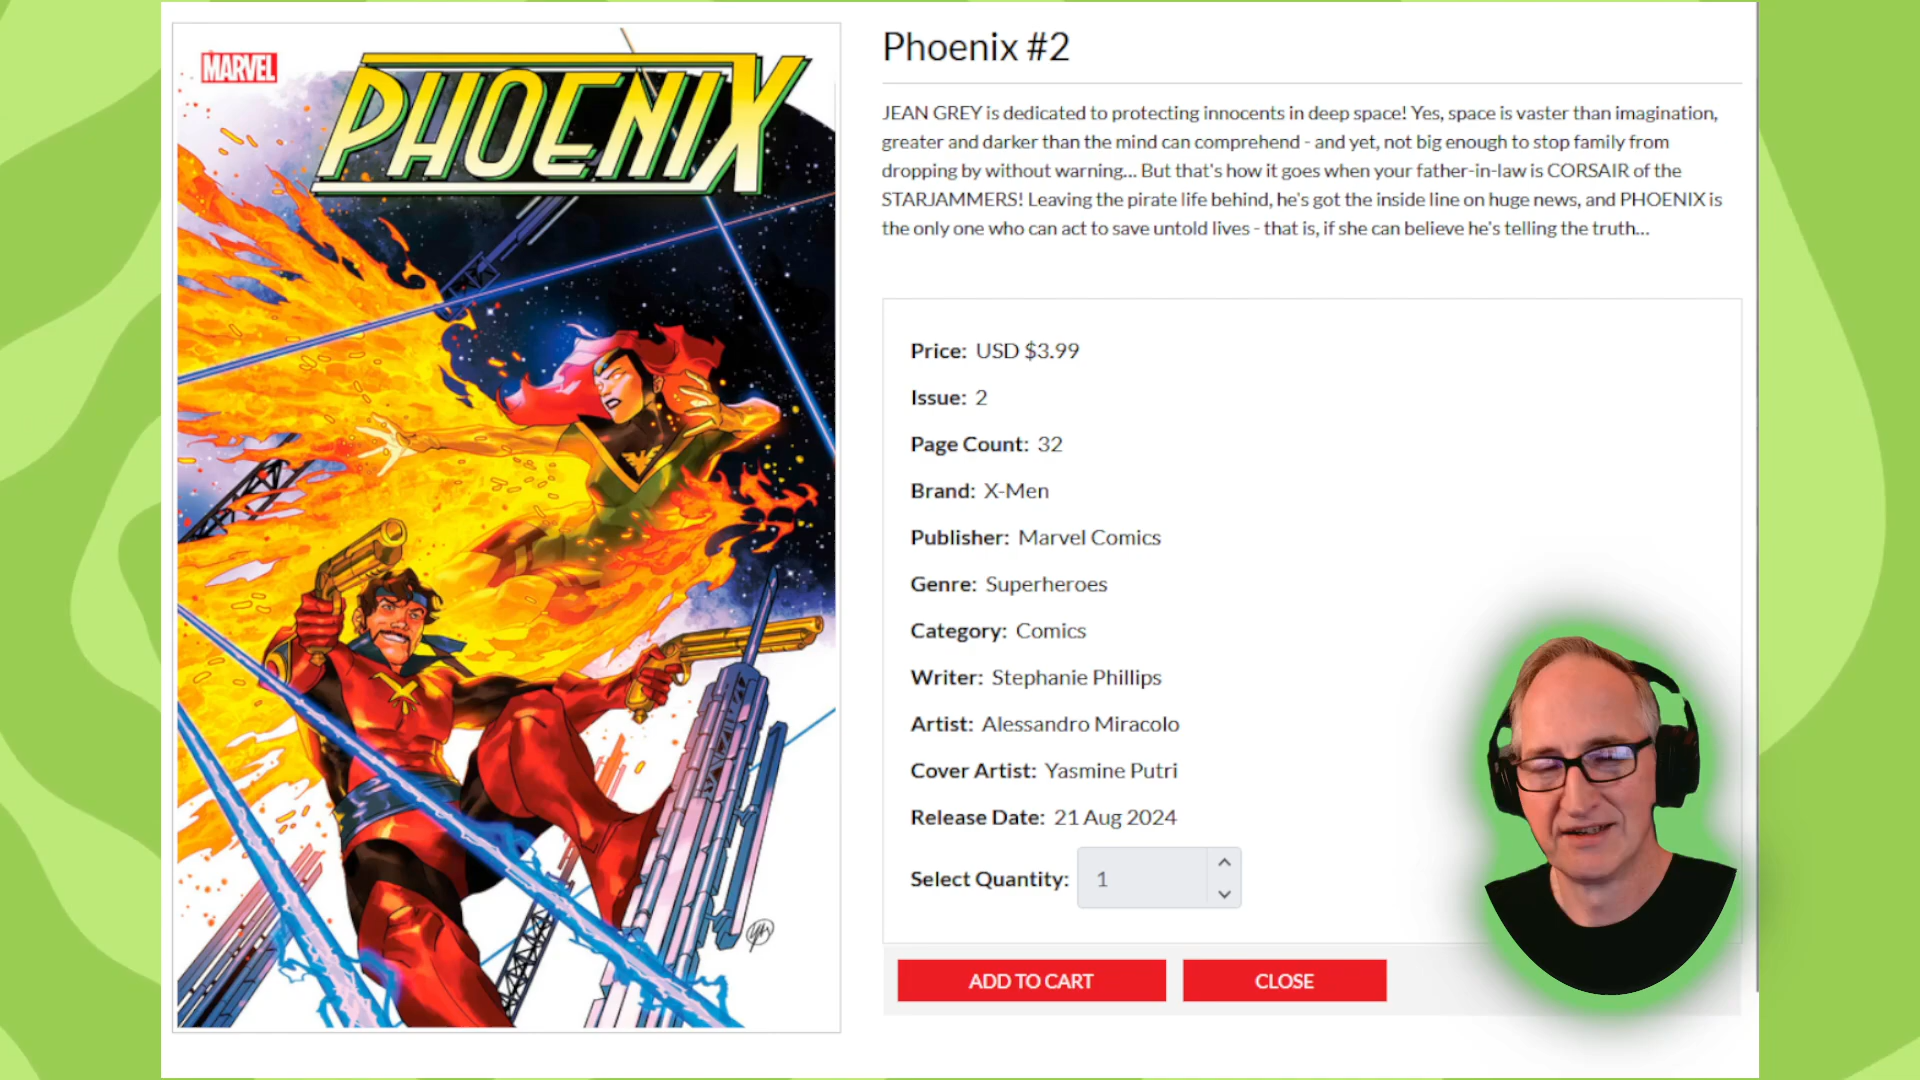 MARVEL
PHOENIX
Phoenix #2
JEAN GREY is dedicated to protecting innocents in deep space! Yes, space is vaster than imagination,
greater and darker than the mind can comprehend - and yet, not big enough to stop family from
dropping by without warning... But that's how it goes when your father-in-law is CORSAIR of the
STARJAMMERS! Leaving the pirate life behind, he's got the inside line on huge news, and PHOENIX is
the only one who can act to save untold lives - that is, if she can believe he's telling the truth...
Price: USD $3.99
Issue: 2
Page Count: 32
Brand: X-Men
Publisher: Marvel Comics
Genre: Superheroes
Category: Comics
Writer: Stephanie Phillips
Artist: Alessandro Miracolo
Cover Artist: Yasmine Putri
Release Date: 21 Aug 2024
Select Quantity: 1
ADD TO CART
CLOSE